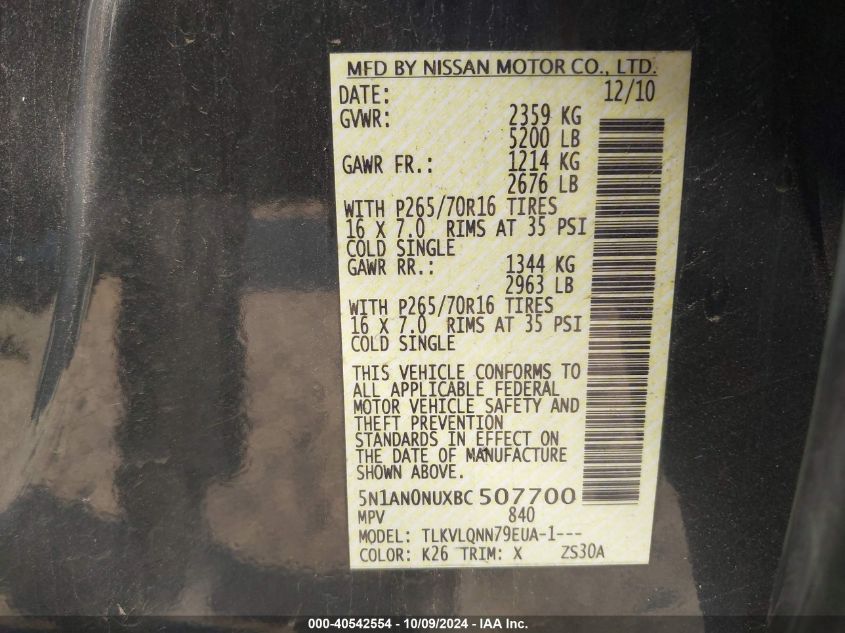 MFD BY NISSAN MOTOR CO., LTD.
DATE: 12/10
GVWR: 2359 KG
5200 LB
GAWR FR.: 1214 KG
2676 LB
WITH P265/70R16 TIRES
16 X 7.0 RIMS AT 35 PSI
COLD SINGLE
GAWR RR.: 1344 KG
2963 LB
WITH P265/70R16 TIRES
16 X 7.0 RIMS AT 35 PSI
COLD SINGLE
THIS VEHICLE CONFORMS TO
ALL APPLICABLE FEDERAL
MOTOR VEHICLE SAFETY AND
THEFT PREVENTION
STANDARDS IN EFFECT ON
THE DATE OF MANUFACTURE
SHOWN ABOVE.
5N1AN0NUXBC 507700
MPV 840
MODEL: TLKVLQNN79EUA-1---
COLOR: K26 TRIM: X ZS30A
000-40542554 - 10/09/2024 - IAA Inc.